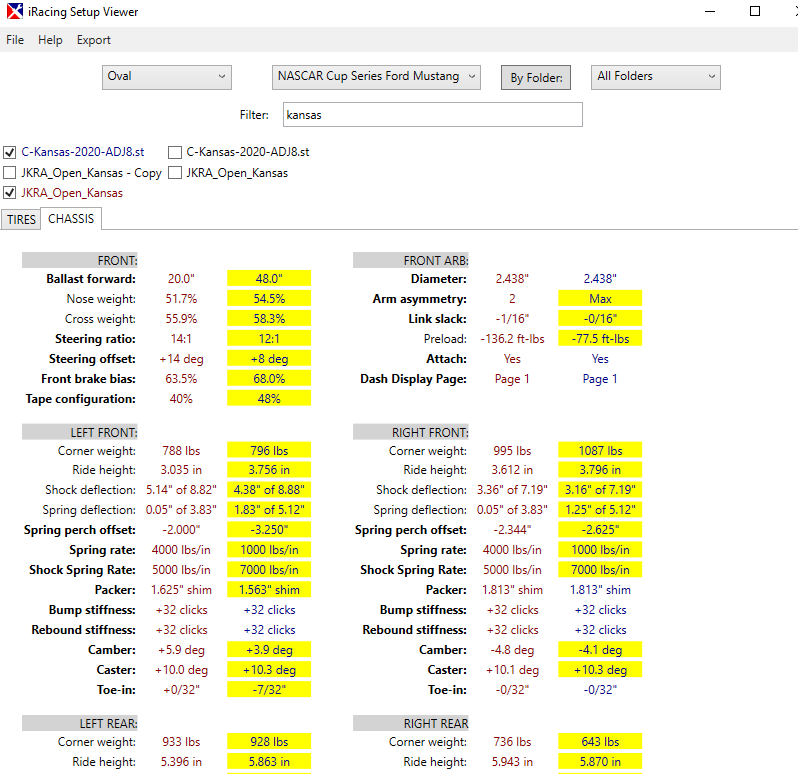 iRacing Setup Viewer
File Help Export
Oval NASCAR Cup Series Ford Mustang By Folder: All Folders
Filter: kansas
C-Kansas-2020-ADJ8.st C-Kansas-2020-ADJ8.st
JKRA_Open_Kansas - Copy JKRA_Open_Kansas
JKRA_Open_Kansas
TIRES CHASSIS
FRONT: FRONT ARB:
Ballast forward: 20.0" 48.0" Diameter: 2.438" 2.438"
Nose weight: 51.7% 54.5% Arm asymmetry: 2 Max
Cross weight: 55.9% 58.3% Link slack: -1/16" -0/16"
Steering ratio: 14:1 12:1 Preload: -136.2 ft-lbs -77.5 ft-lbs
Steering offset: +14 deg +8 deg Attach: Yes Yes
Front brake bias: 63.5% 68.0% Dash Display Page: Page 1 Page 1
Tape configuration: 40% 48%
LEFT FRONT: RIGHT FRONT:
Corner weight: 788 lbs 796 lbs Corner weight: 995 lbs 1087 lbs
Ride height: 3.035 in 3.756 in Ride height: 3.612 in 3.796 in
Shock deflection: 5.14" of 8.82" 4.38" of 8.88" Shock deflection: 3.36" of 7.19" 3.16" of 7.19"
Spring deflection: 0.05" of 3.83" 1.83" of 5.12" Spring deflection: 0.05" of 3.83" 1.25" of 5.12"
Spring perch offset: -2.000" -3.250" Spring perch offset: -2.344" -2.625"
Spring rate: 4000 lbs/in 1000 lbs/in Spring rate: 4000 lbs/in 1000 lbs/in
Shock Spring Rate: 5000 lbs/in 7000 lbs/in Shock Spring Rate: 5000 lbs/in 7000 lbs/in
Packer: 1.625" shim 1.563" shim Packer: 1.813" shim 1.813" shim
Bump stiffness: +32 clicks +32 clicks Bump stiffness: +32 clicks +32 clicks
Rebound stiffness: +32 clicks +32 clicks Rebound stiffness: +32 clicks +32 clicks
Camber: +5.9 deg +3.9 deg Camber: -4.8 deg -4.1 deg
Caster: +10.0 deg +10.3 deg Caster: +10.1 deg +10.3 deg
Toe-in: +0/32" -7/32" Toe-in: -0/32" -0/32"
LEFT REAR: RIGHT REAR
Corner weight: 933 lbs 928 lbs Corner weight: 736 lbs 643 lbs
Ride height: 5.396 in 5.863 in Ride height: 5.943 in 5.870 in